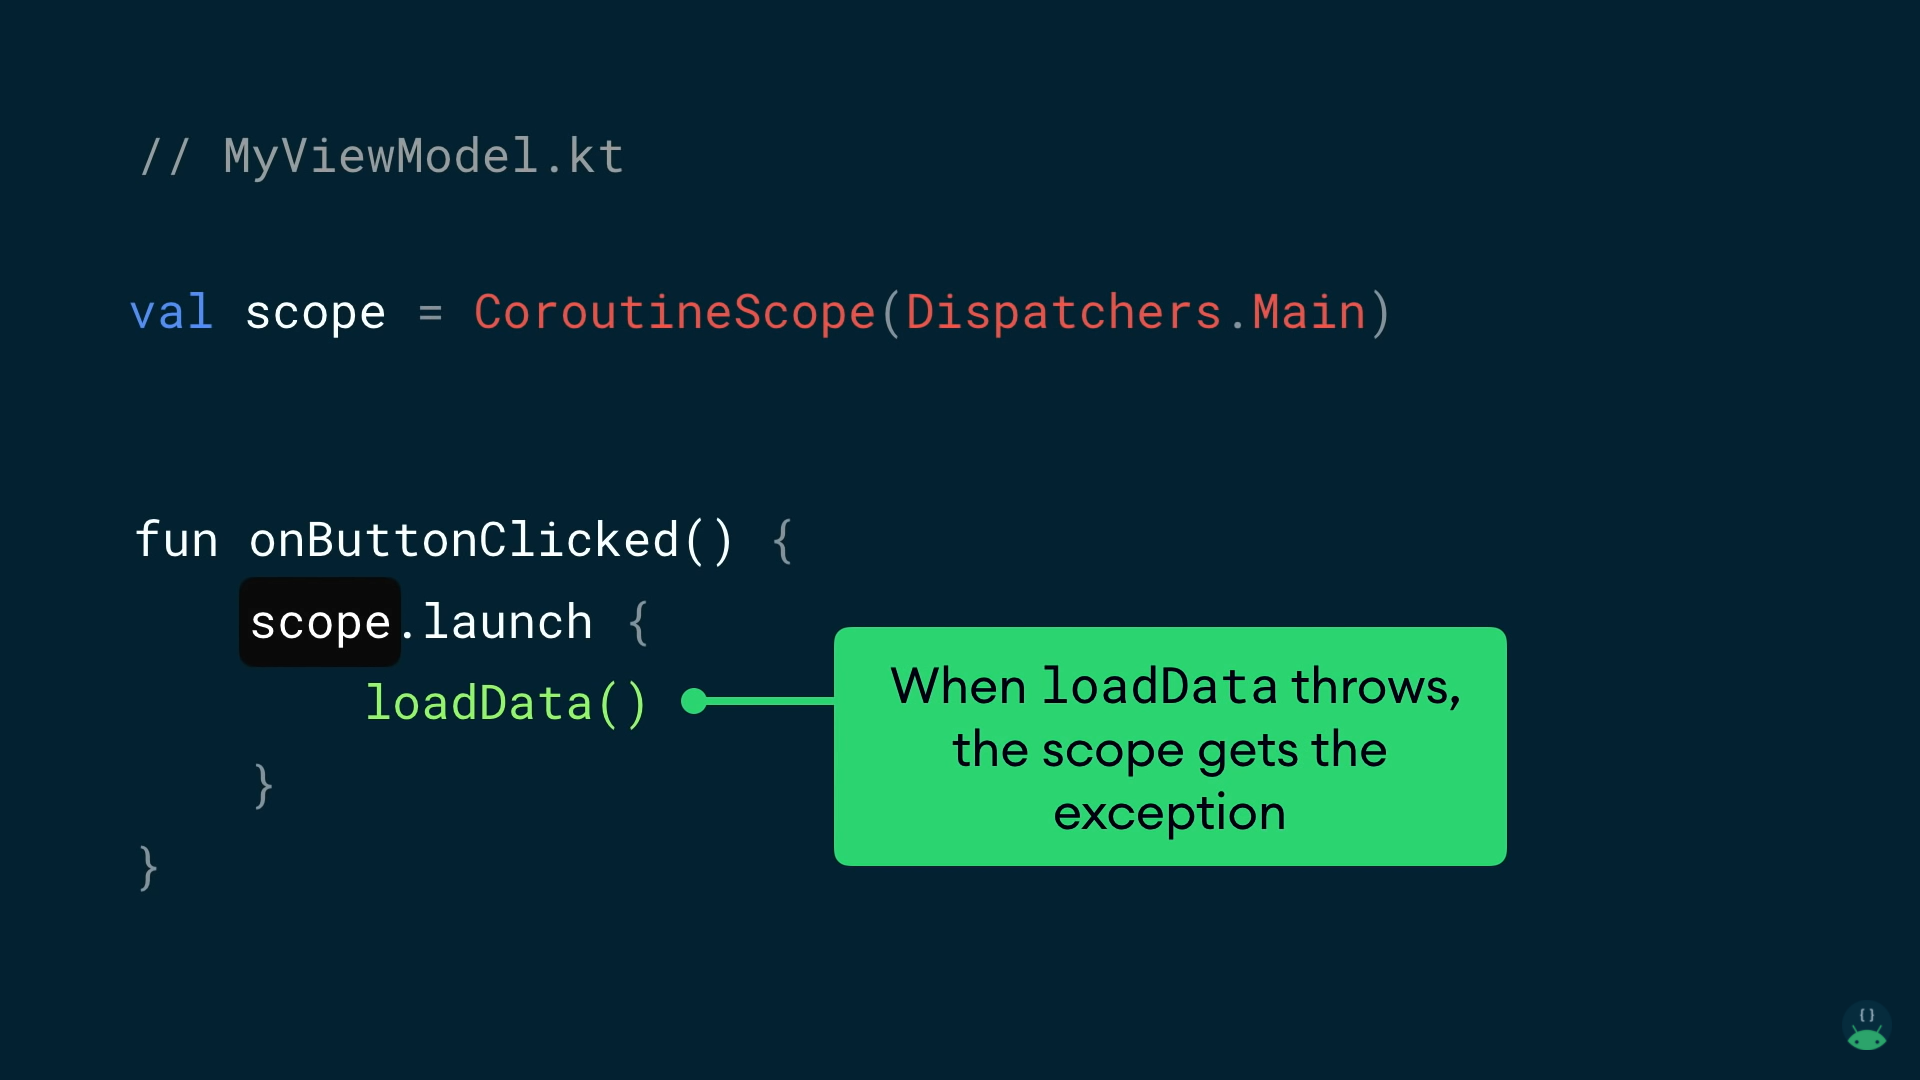 // MyViewModel.kt
val scope = CoroutineScope(Dispatchers.Main)
fun onButtonClicked() {
scope.launch {
loadData()
}
}
When loadData throws,
the scope gets the
exception
{}